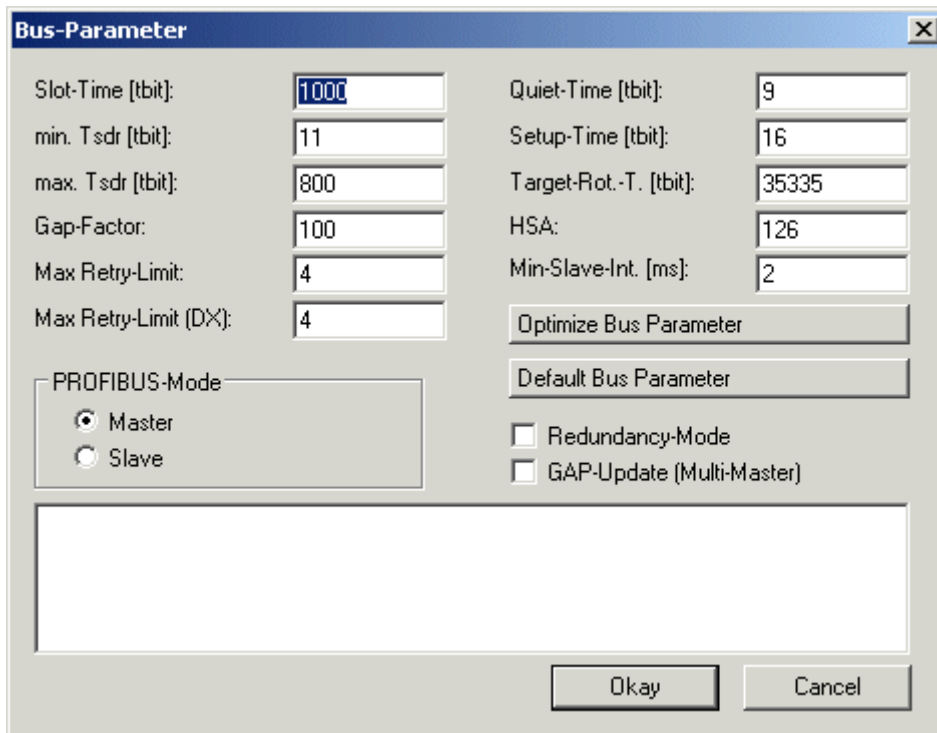 Bus-Parameter
Slot-Time [tbit]: 1000
min. Tsdr [tbit]: 11
max. Tsdr [tbit]: 800
Gap-Factor: 100
Max Retry-Limit: 4
Max Retry-Limit (DX): 4
Quiet-Time [tbit]: 9
Setup-Time [tbit]: 16
Target-Rot.-T. [tbit]: 35335
HSA: 126
Min-Slave-Int. [ms]: 2
Optimize Bus Parameter
Default Bus Parameter
PROFIBUS-Mode
Master
Slave
Redundancy-Mode
GAP-Update (Multi-Master)
Okay
Cancel